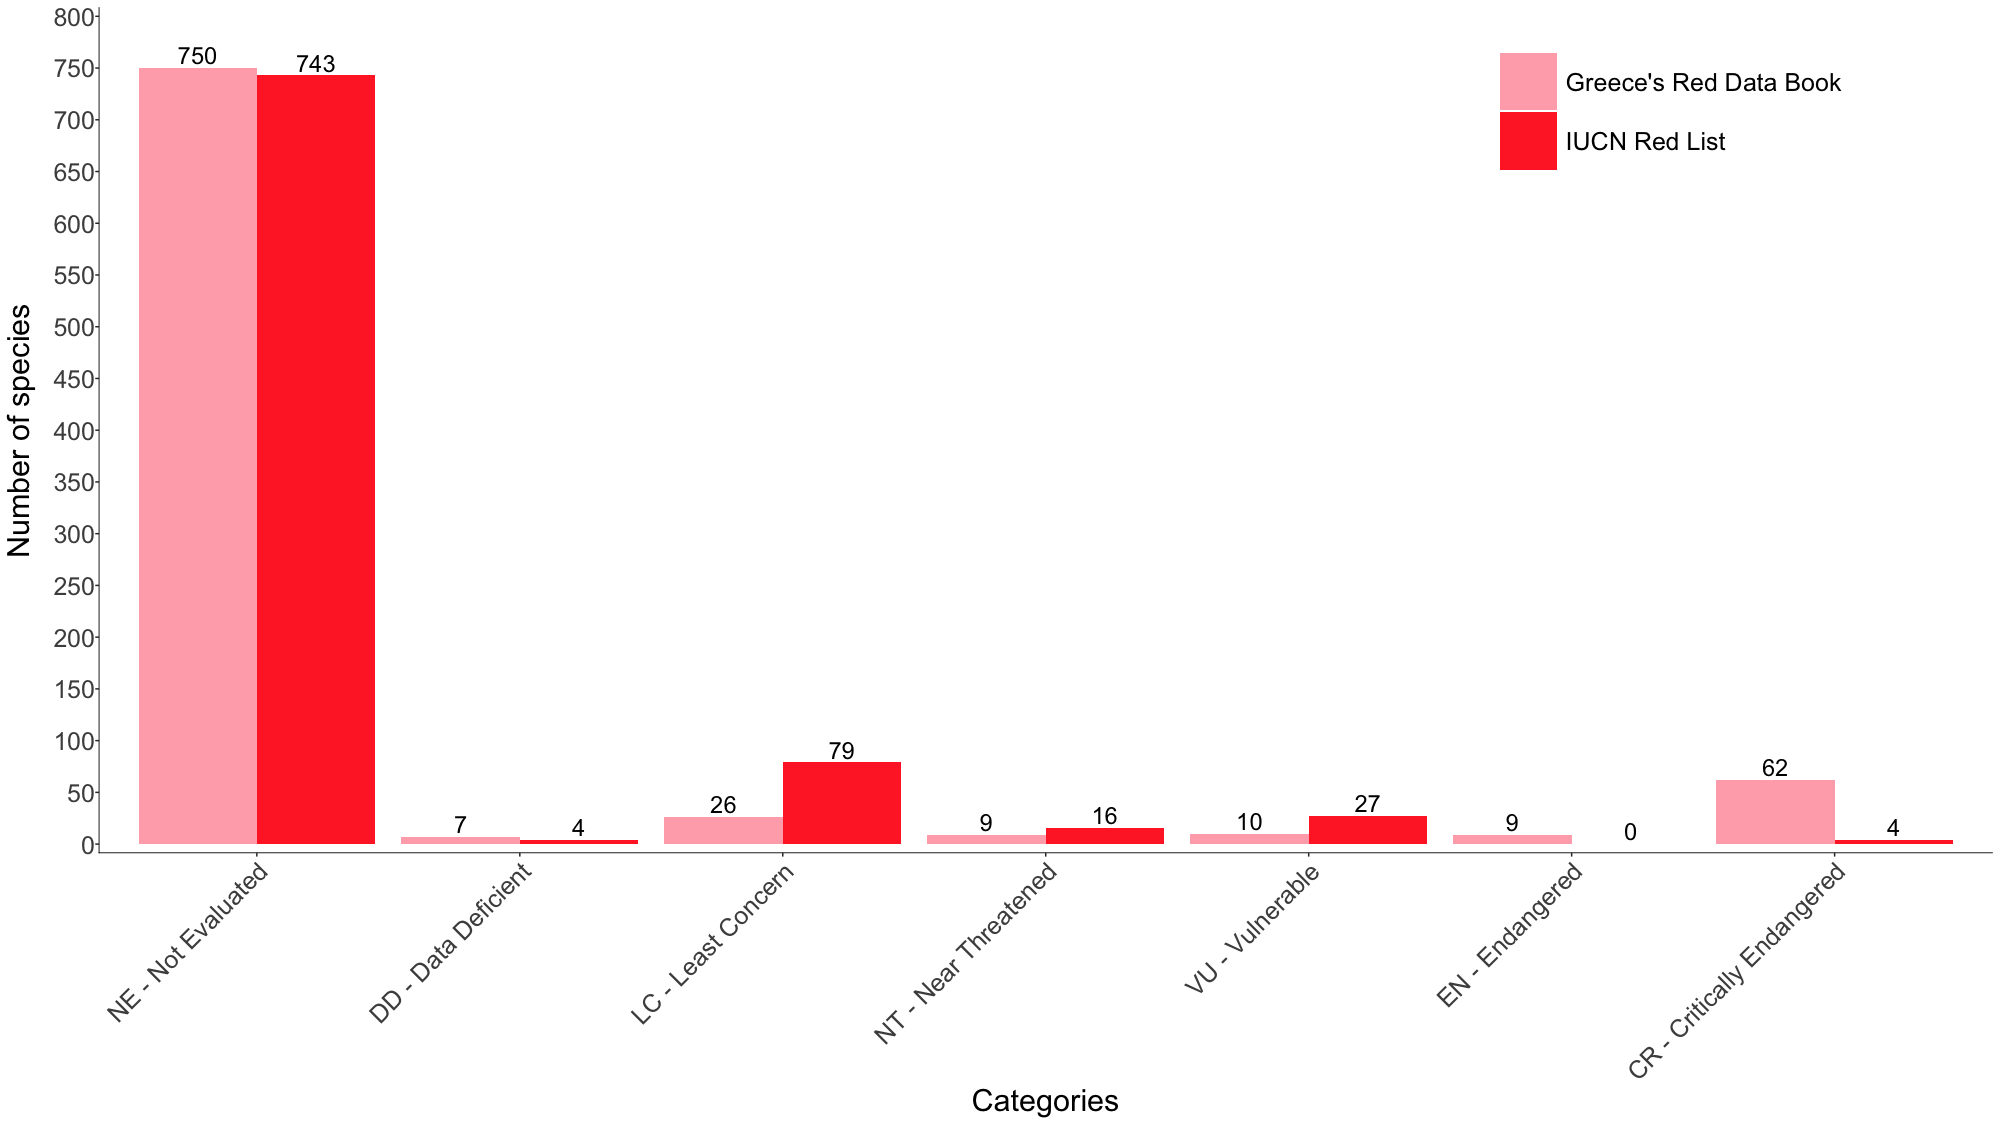 Number of species
800
750
700
650
600
550
500
450
400
350
300
250
200
150
100
50
0
750
743
7
4
26
79
9
16
10
27
9
0
62
4
Greece's Red Data Book
IUCN Red List
NE - Not Evaluated
DD - Data Deficient
LC - Least Concern
NT - Near Threatened
VU - Vulnerable
EN - Endangered
CR - Critically Endangered
Categories